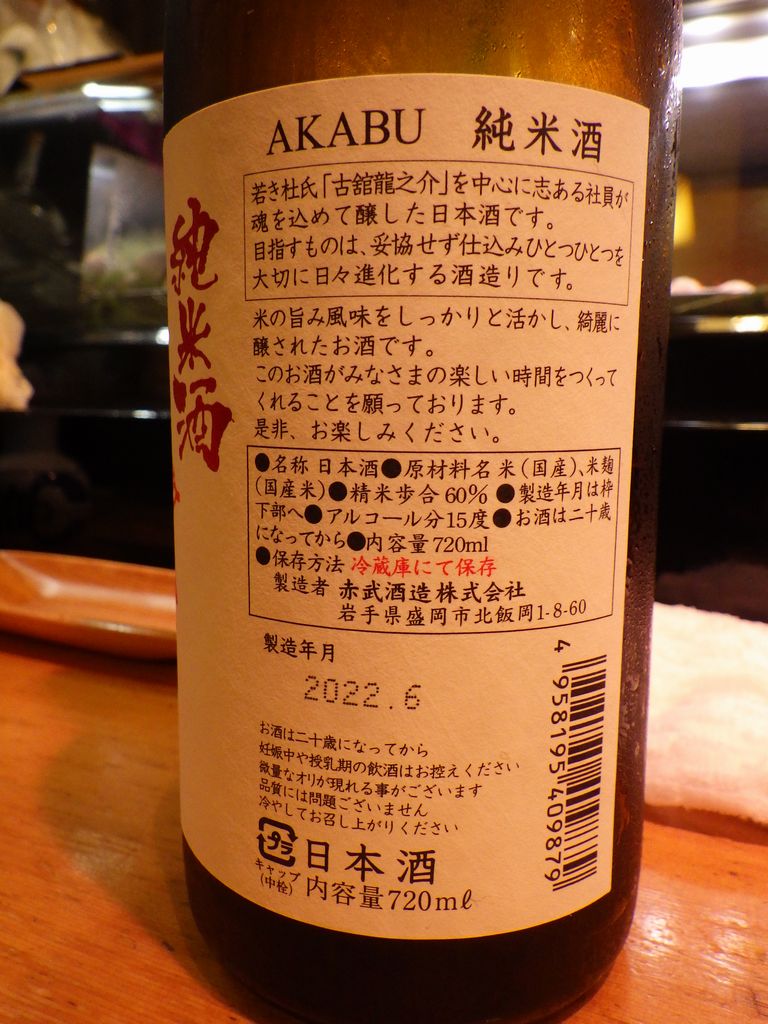 AKABU 純米酒
若き杜氏「古舘龍之介」を中心に志ある社員が
魂を込めて醸した日本酒です。
目指すものは、妥協せず仕込みひとつひとつを
大切に日々進化する酒造りです。
米の旨み風味をしっかりと活かし、綺麗に
醸されたお酒です。
このお酒がみなさまの楽しい時間をつくって
くれることを願っております。
是非、お楽しみください。
●名称 日本酒●原材料名 米(国産)、米麹
(国産米)●精米歩合 60% ●製造年月は枠
下部へ●アルコール分15度●お酒は二十歳
になってから●内容量 720ml
●保存方法 冷蔵庫にて保存
製造者 赤武酒造株式会社
岩手県盛岡市北飯岡1-8-60
製造年月
2022.6
お酒は二十歳になってから
妊娠中や授乳期の飲酒はお控えください
微量なオリが現れる事がございます
品質には問題ございません
冷やしてお召し上がりください
プラ
キャップ
(中栓)
日本酒
内容量720mℓ
4 958195 409879
純米酒